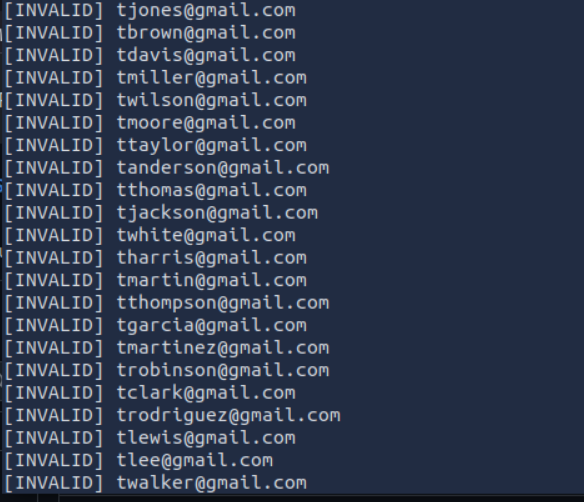 [INVALID] tjones@gmail.com
[INVALID] tbrown@gmail.com
[INVALID] tdavis@gmail.com
[INVALID] tmiller@gmail.com
[INVALID] twilson@gmail.com
[INVALID] tmoore@gmail.com
[INVALID] ttaylor@gmail.com
[INVALID] tanderson@gmail.com
[INVALID] tthomas@gmail.com
[INVALID] tjackson@gmail.com
[INVALID] twhite@gmail.com
[INVALID] tharris@gmail.com
[INVALID] tmartin@gmail.com
[INVALID] tthompson@gmail.com
[INVALID] tgarcia@gmail.com
[INVALID] tmartinez@gmail.com
[INVALID] trobinson@gmail.com
[INVALID] tclark@gmail.com
[INVALID] trodriguez@gmail.com
[INVALID] tlewis@gmail.com
[INVALID] tlee@gmail.com
[INVALID] twalker@gmail.com